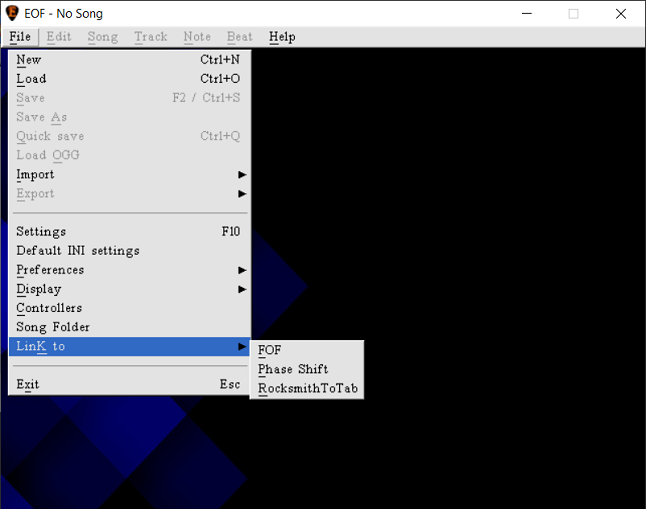 EOF - No Song
File Edit Song Track Note Beat Help
New Ctrl+N
Load Ctrl+O
Save F2 / Ctrl+S
Save As
Quick save Ctrl+Q
Load OGG
Import
Export
Settings F10
Default INI settings
Preferences
Display
Controllers
Song Folder
LinK to
FOF
Phase Shift
RocksmithToTab
Exit Esc